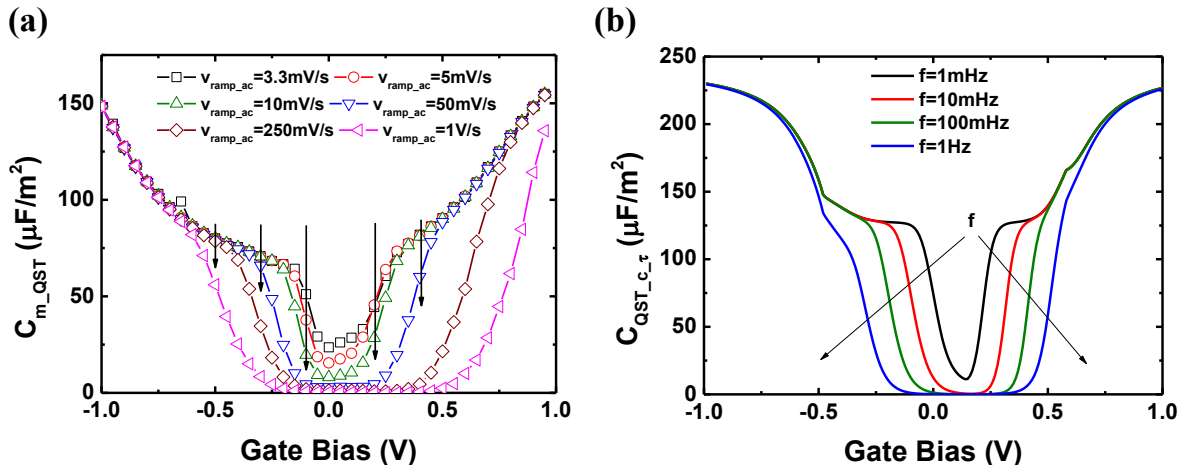 (a)
v_ramp_ac=3.3mV/s v_ramp_ac=5mV/s
v_ramp_ac=10mV/s v_ramp_ac=50mV/s
v_ramp_ac=250mV/s v_ramp_ac=1V/s
C_m_QST (μF/m²)
150
100
50
0
-1.0 -0.5 0.0 0.5 1.0
Gate Bias (V)
(b)
f=1mHz
f=10mHz
f=100mHz
f=1Hz
f
C_QST_c_τ (μF/m²)
250
200
150
100
50
0
-1.0 -0.5 0.0 0.5 1.0
Gate Bias (V)